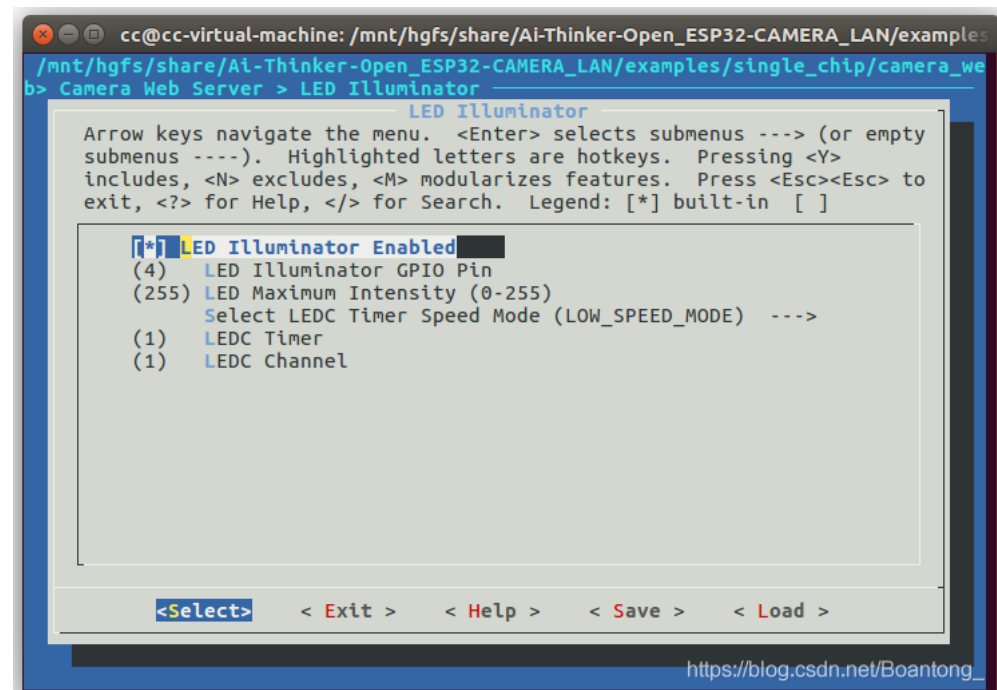 cc@cc-virtual-machine: /mnt/hgfs/share/Ai-Thinker-Open_ESP32-CAMERA_LAN/examples
/mnt/hgfs/share/Ai-Thinker-Open_ESP32-CAMERA_LAN/examples/single_chip/camera_we
b> Camera Web Server > LED Illuminator
LED Illuminator
Arrow keys navigate the menu.  <Enter> selects submenus ---> (or empty
submenus ----).  Highlighted letters are hotkeys.  Pressing <Y>
includes, <N> excludes, <M> modularizes features.  Press <Esc><Esc> to
exit, <?> for Help, </> for Search.  Legend: [*] built-in  [ ]
[*] LED Illuminator Enabled
(4)   LED Illuminator GPIO Pin
(255) LED Maximum Intensity (0-255)
Select LEDC Timer Speed Mode (LOW_SPEED_MODE)  --->
(1)   LEDC Timer
(1)   LEDC Channel
<Select>    < Exit >    < Help >    < Save >    < Load >
https://blog.csdn.net/Boantong_